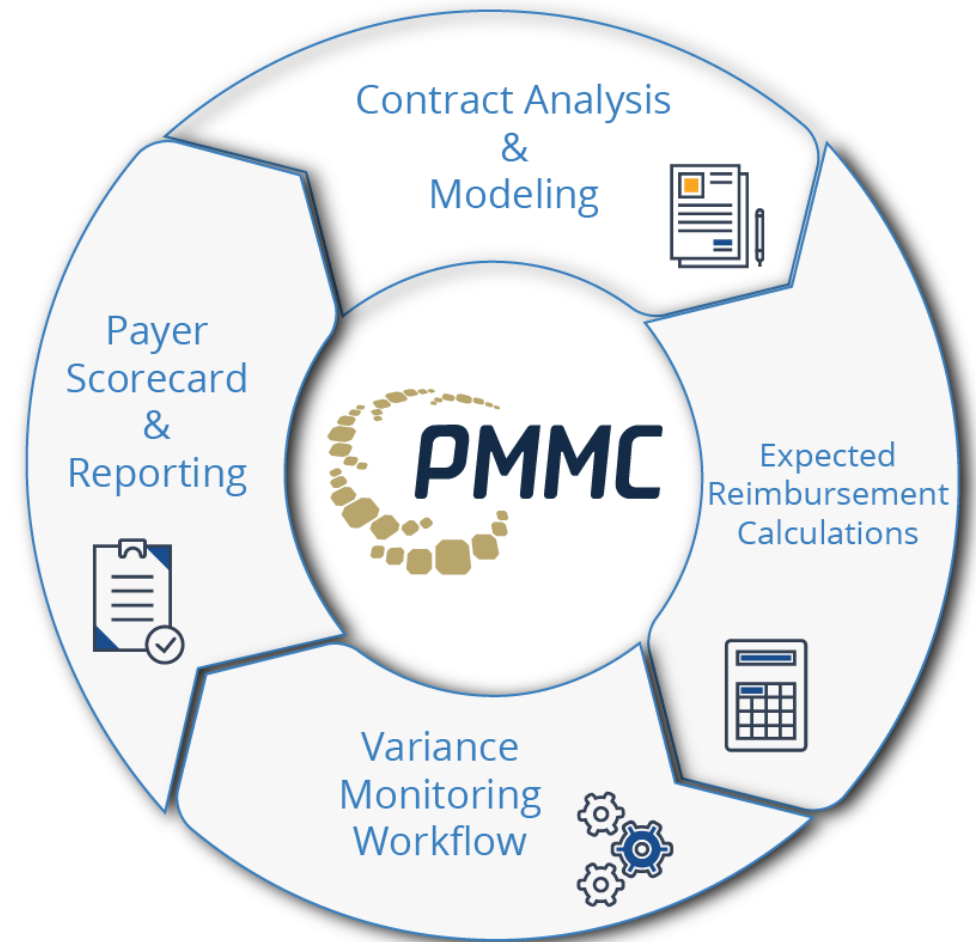 Contract Analysis
&
Modeling
Payer
Scorecard
&
Reporting
PMMC
Expected
Reimbursement
Calculations
Variance
Monitoring
Workflow